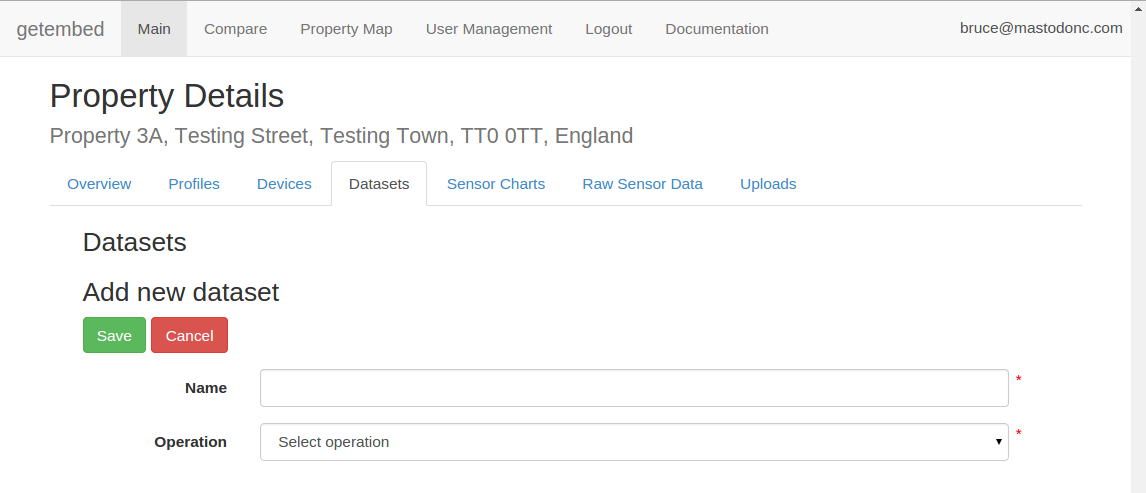 getembed Main Compare Property Map User Management Logout Documentation bruce@mastodonc.com
Property Details
Property 3A, Testing Street, Testing Town, TT0 0TT, England
Overview Profiles Devices Datasets Sensor Charts Raw Sensor Data Uploads
Datasets
Add new dataset
Save Cancel
Name *
Operation Select operation *